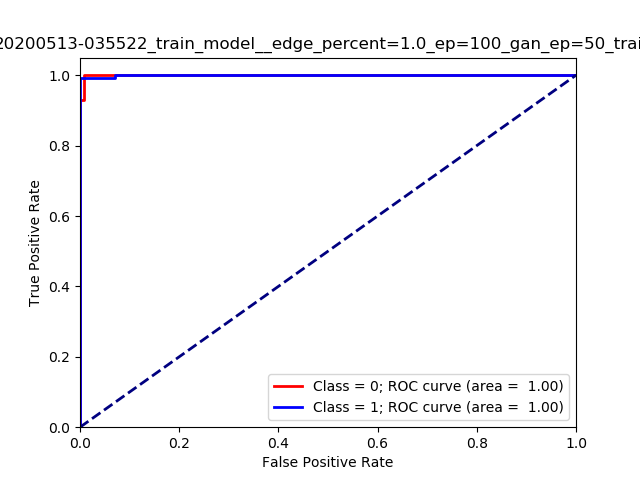 20200513-035522_train_model__edge_percent=1.0_ep=100_gan_ep=50_trai
1.0
0.8
0.6
0.4
0.2
0.0
True Positive Rate
Class = 0; ROC curve (area =  1.00)
Class = 1; ROC curve (area =  1.00)
0.0 0.2 0.4 0.6 0.8 1.0
False Positive Rate